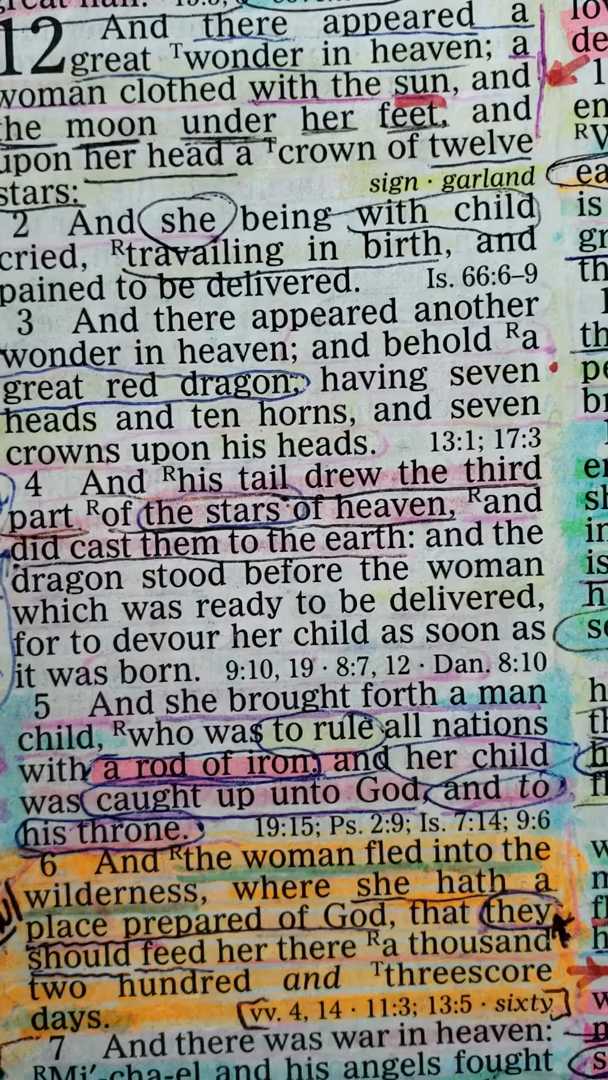 great
12 And there appeared a
great ᵀwonder in heaven; a
woman clothed with the sun, and
the moon under her feet, and
upon her head a ᵀcrown of twelve
stars: sign · garland
2 And she being with child
cried, ᴿtravailing in birth, and
pained to be delivered. Is. 66:6–9
3 And there appeared another
wonder in heaven; and behold ᴿa
great red dragon, having seven
heads and ten horns, and seven
crowns upon his heads. 13:1; 17:3
4 And ᴿhis tail drew the third
part ᴿof the stars of heaven, ᴿand
did cast them to the earth: and the
dragon stood before the woman
which was ready to be delivered,
for to devour her child as soon as
it was born. 9:10, 19 · 8:7, 12 · Dan. 8:10
5 And she brought forth a man
child, ᴿwho was to rule all nations
with a rod of iron: and her child
was caught up unto God, and to
his throne. 19:15; Ps. 2:9; Is. 7:14; 9:6
6 And ᴿthe woman fled into the
wilderness, where she hath a
place prepared of God, that they
should feed her there ᴿa thousand
two hundred and ᵀthreescore
days. vv. 4, 14 · 11:3; 13:5 · sixty
7 And there was war in heaven:
ᴿMi′-cha-el and his angels fought